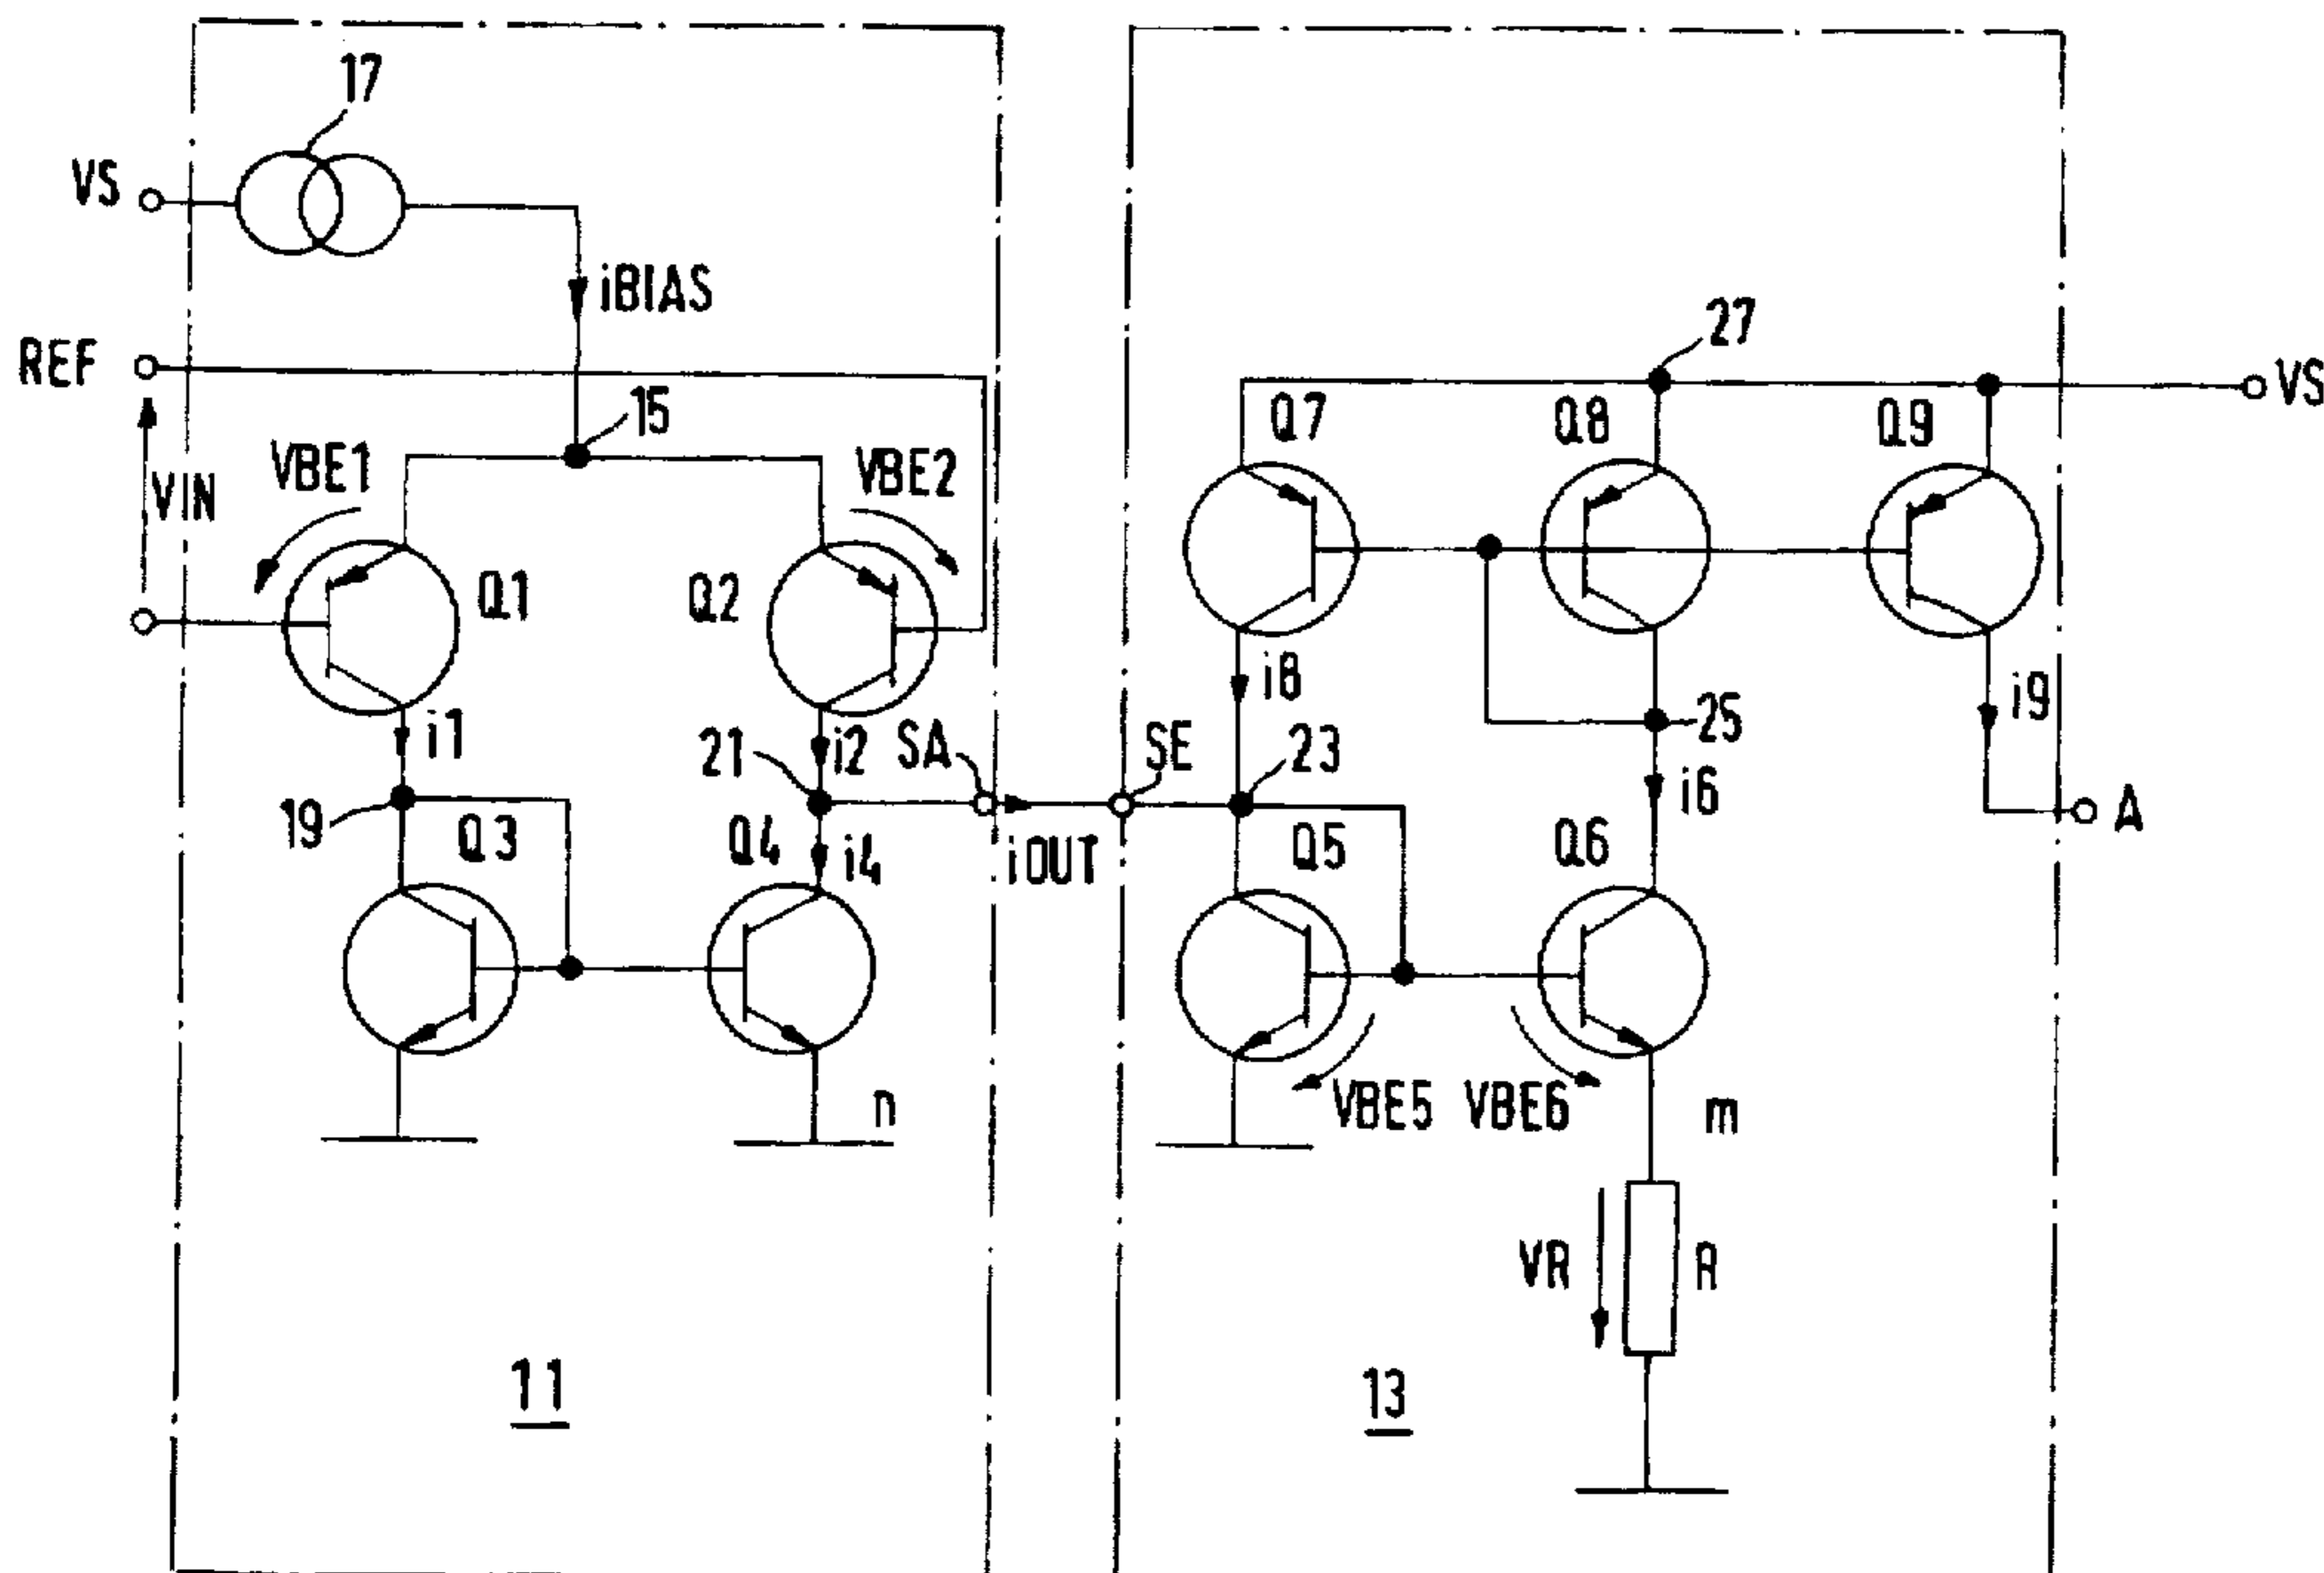 17
VS
iBIAS
REF
15
27
VS
VBE1
VBE2
VIN
Q7
Q8
Q9
Q1
Q2
i1
i2
21
SA
SE
i8
23
25
i9
19
Q3
Q4
i4
iOUT
Q5
Q6
i6
A
n
VBE5
VBE6
m
VR
R
11
13